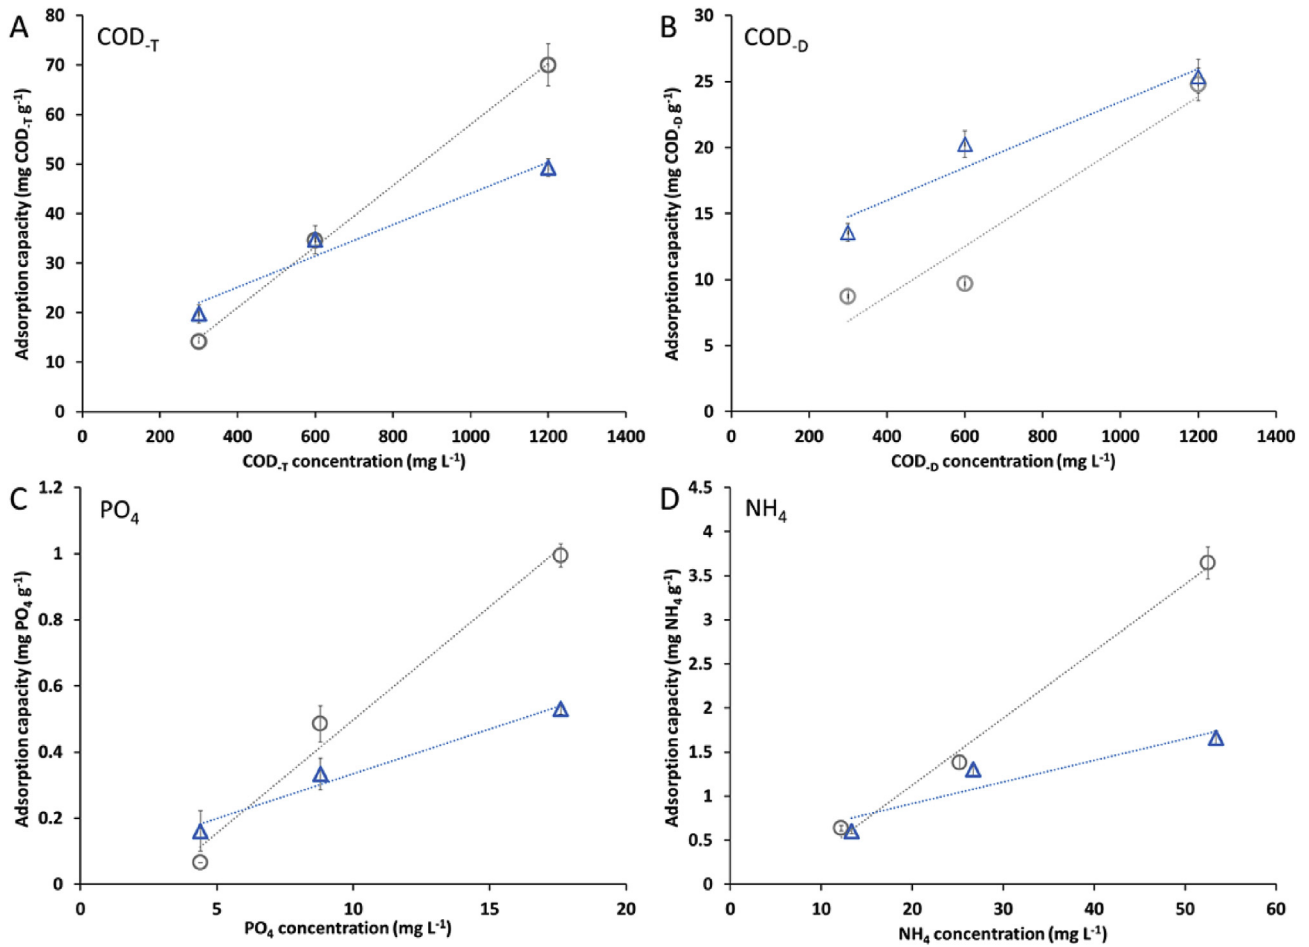 A
COD-T
Adsorption capacity (mg COD-T g-1)
80
70
60
50
40
30
20
10
0
0 200 400 600 800 1000 1200 1400
COD-T concentration (mg L-1)
B
COD-D
Adsorption capacity (mg COD-D g-1)
30
25
20
15
10
5
0
0 200 400 600 800 1000 1200 1400
COD-D concentration (mg L-1)
C
PO4
Adsorption capacity (mg PO4 g-1)
1.2
1
0.8
0.6
0.4
0.2
0
0 5 10 15 20
PO4 concentration (mg L-1)
D
NH4
Adsorption capacity (mg NH4 g-1)
4.5
4
3.5
3
2.5
2
1.5
1
0.5
0
0 10 20 30 40 50 60
NH4 concentration (mg L-1)